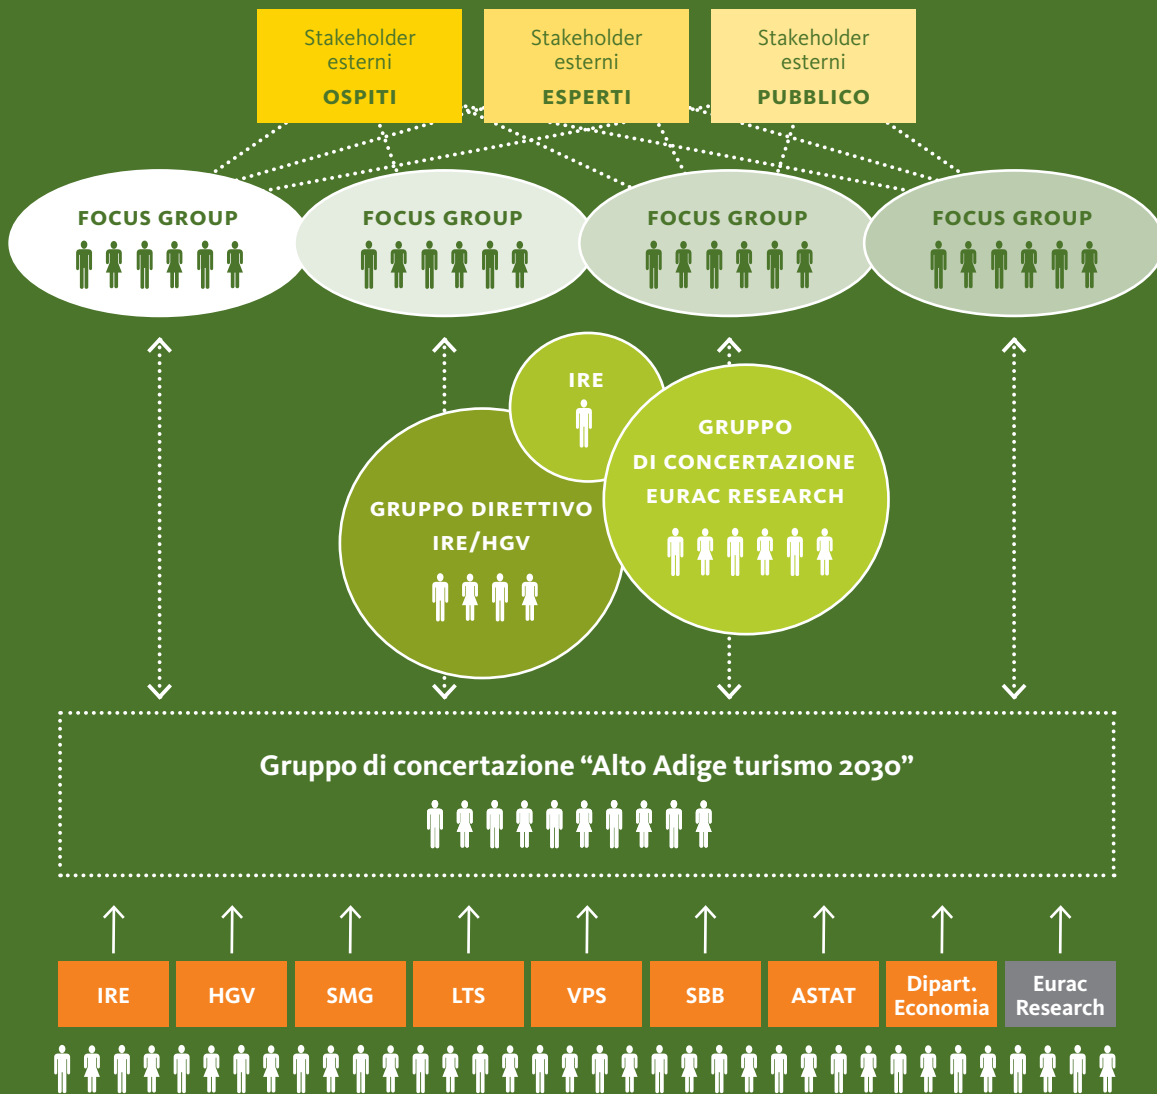 Stakeholder
esterni
OSPITI
Stakeholder
esterni
ESPERTI
Stakeholder
esterni
PUBBLICO
FOCUS GROUP
FOCUS GROUP
FOCUS GROUP
FOCUS GROUP
IRE
GRUPPO
DI CONCERTAZIONE
EURAC RESEARCH
GRUPPO DIRETTIVO
IRE/HGV
Gruppo di concertazione “Alto Adige turismo 2030”
IRE
HGV
SMG
LTS
VPS
SBB
ASTAT
Dipart.
Economia
Eurac
Research